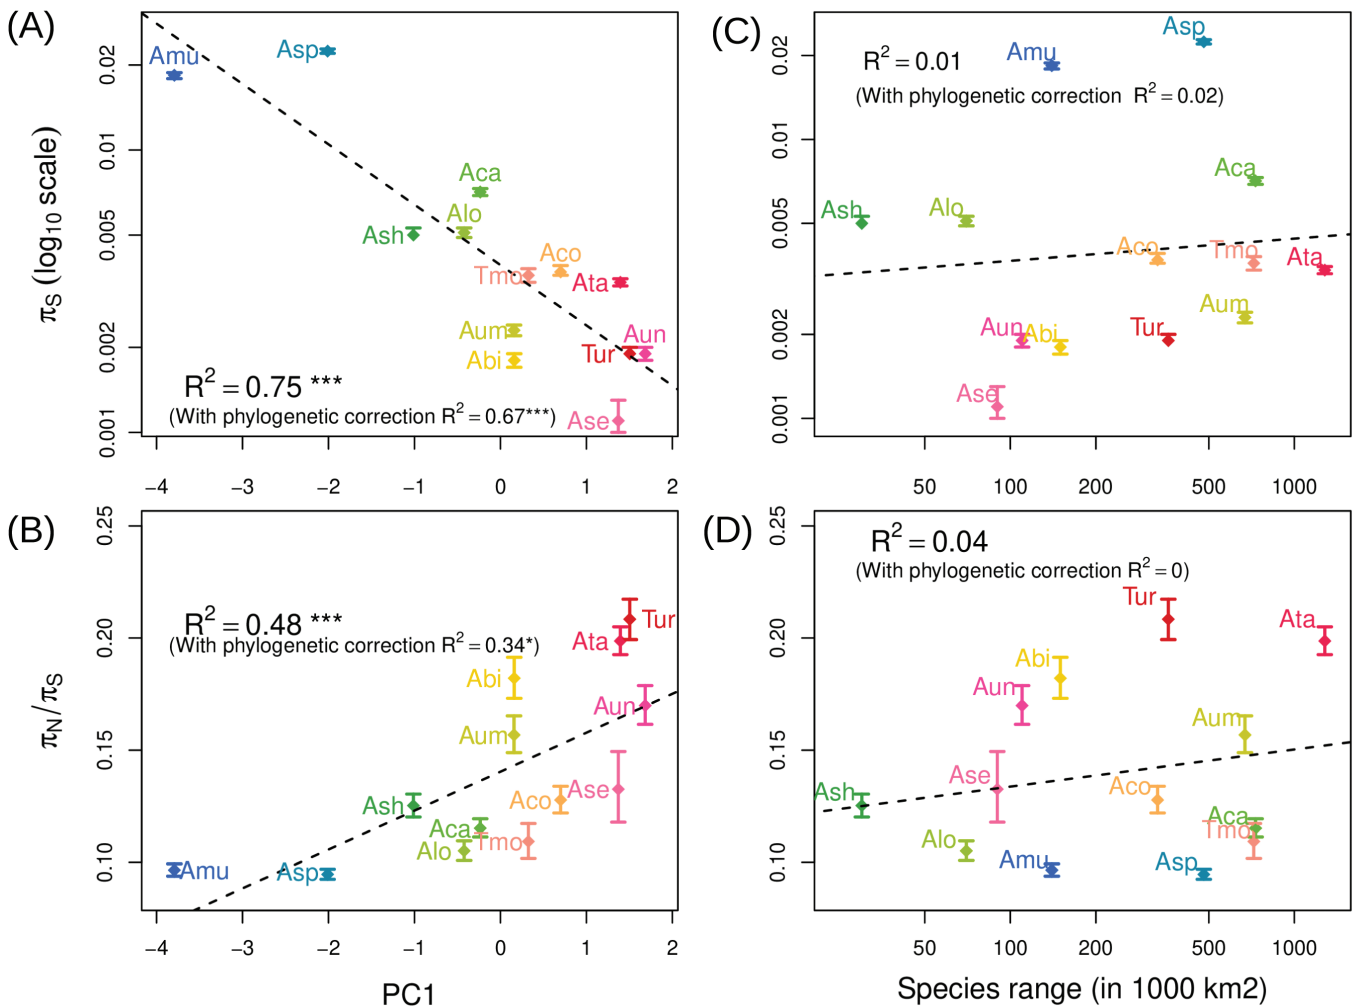 (A)
πS (log10 scale)
0.02
0.01
0.005
0.002
0.001
Amu
Asp
Aca
Alo
Ash
Aco
Tmo
Ata
Aum
Abi
Aun
Tur
Ase
R2 = 0.75 ***
(With phylogenetic correction R2 = 0.67***)
−4 −3 −2 −1 0 1 2
(C)
0.02
0.01
0.005
0.002
0.001
R2 = 0.01
(With phylogenetic correction R2 = 0.02)
Asp
Amu
Aca
Ash
Alo
Aco
Tmo
Ata
Aum
Aun
Abi
Tur
Ase
50 100 200 500 1000
(B)
πN/πS
0.25
0.20
0.15
0.10
R2 = 0.48 ***
(With phylogenetic correction R2 = 0.34*)
Tur
Ata
Abi
Aun
Aum
Ase
Aco
Ash
Aca
Tmo
Alo
Amu
Asp
−4 −3 −2 −1 0 1 2
PC1
(D)
0.25
0.20
0.15
0.10
R2 = 0.04
(With phylogenetic correction R2 = 0)
Tur
Ata
Abi
Aun
Aum
Ase
Aco
Ash
Aca
Tmo
Alo
Amu
Asp
50 100 200 500 1000
Species range (in 1000 km2)